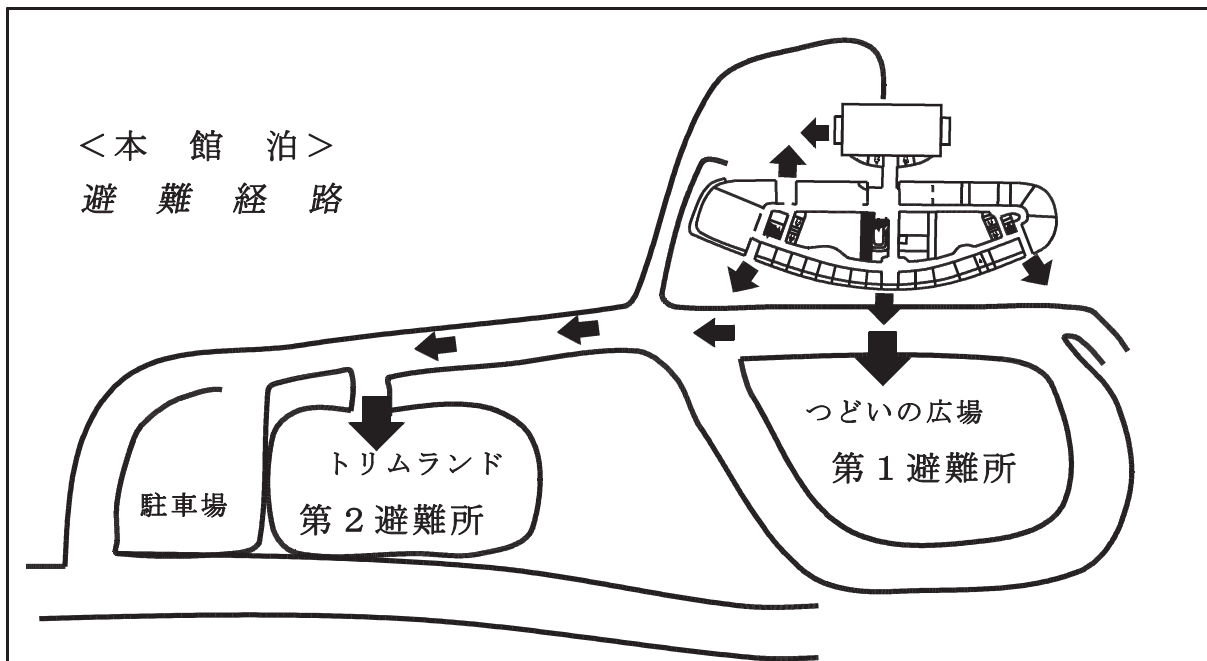 ＜本　館　泊＞
避　難　経　路
つどいの広場
第１避難所
トリムランド
第２避難所
駐車場